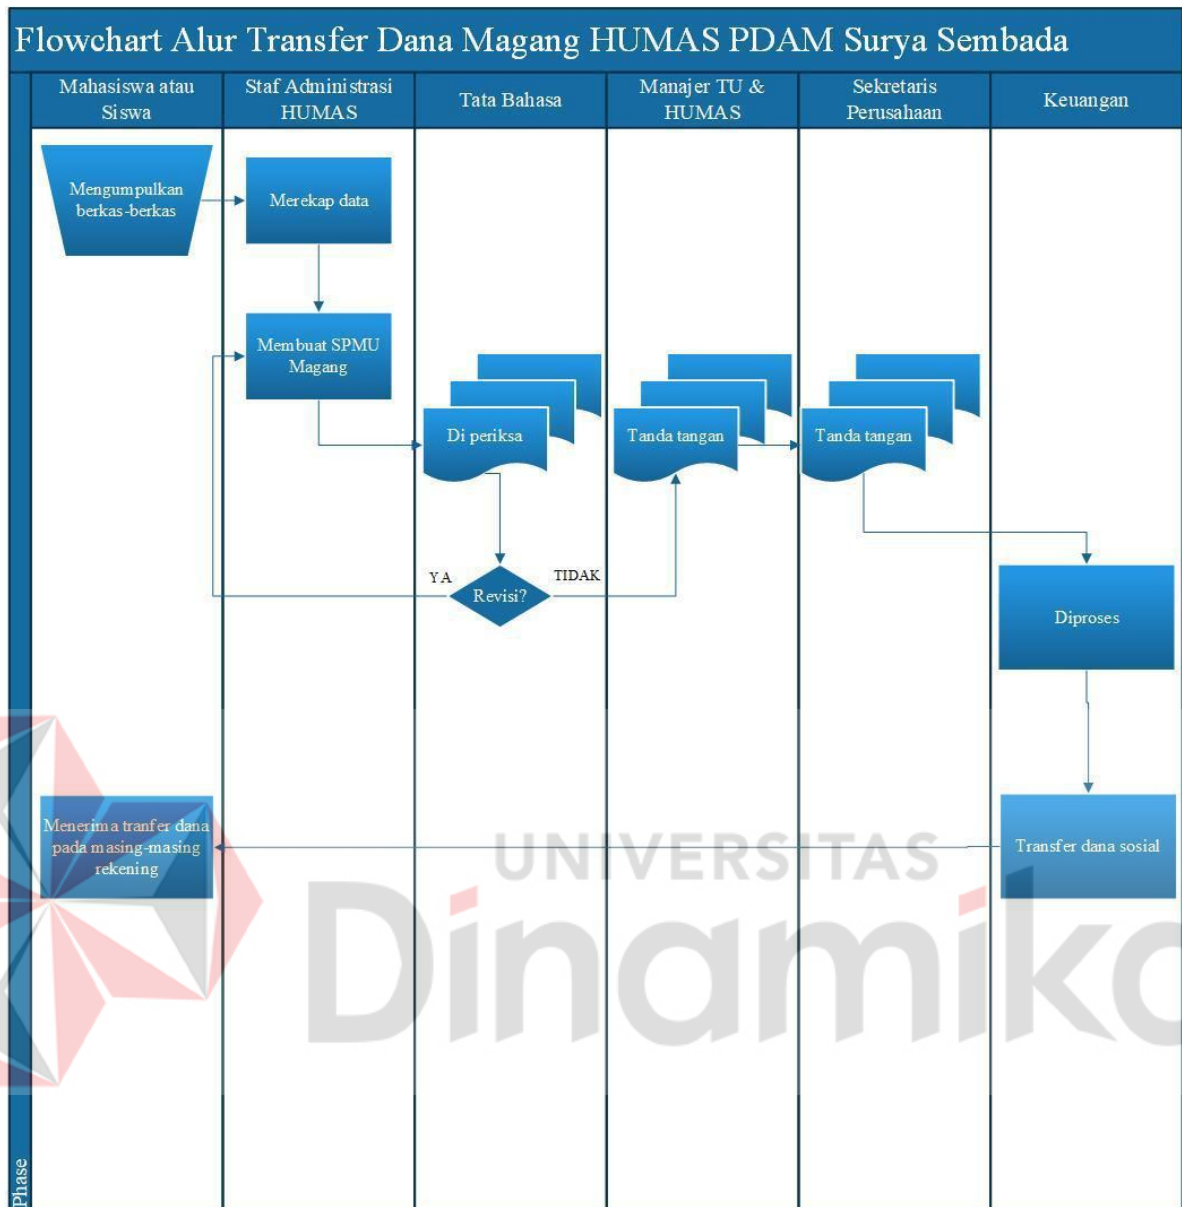 Flowchart Alur Transfer Dana Magang HUMAS PDAM Surya Sembada
Mahasiswa atau
Siswa
Staf Administrasi
HUMAS
Tata Bahasa
Manajer TU &
HUMAS
Sekretaris
Perusahaan
Keuangan
Mengumpulkan
berkas-berkas
Merekap data
Membuat SPMU
Magang
Di periksa
Tanda tangan
Tanda tangan
YA
Revisi?
TIDAK
Diproses
Menerima tranfer dana
pada masing-masing
rekening
Transfer dana sosial
UNIVERSITAS
Dinamika
Phase